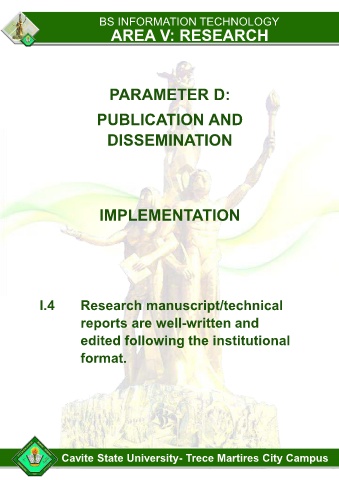 BS INFORMATION TECHNOLOGY
AREA V: RESEARCH
PARAMETER D:
PUBLICATION AND
DISSEMINATION
IMPLEMENTATION
I.4 Research manuscript/technical
reports are well-written and
edited following the institutional
format.
Cavite State University- Trece Martires City Campus